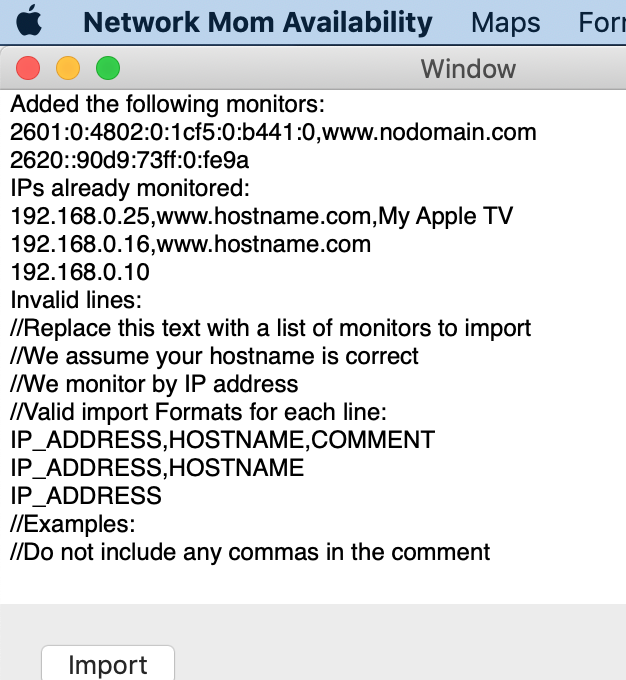 Network Mom Availability Maps
Window
Added the following monitors:
2601:0:4802:0:1cf5:0:b441:0,www.nodomain.com
2620::90d9:73ff:0:fe9a
IPs already monitored:
192.168.0.25,www.hostname.com,My Apple TV
192.168.0.16,www.hostname.com
192.168.0.10
Invalid lines:
//Replace this text with a list of monitors to import
//We assume your hostname is correct
//We monitor by IP address
//Valid import Formats for each line:
IP_ADDRESS,HOSTNAME,COMMENT
IP_ADDRESS,HOSTNAME
IP_ADDRESS
//Examples:
//Do not include any commas in the comment
Import